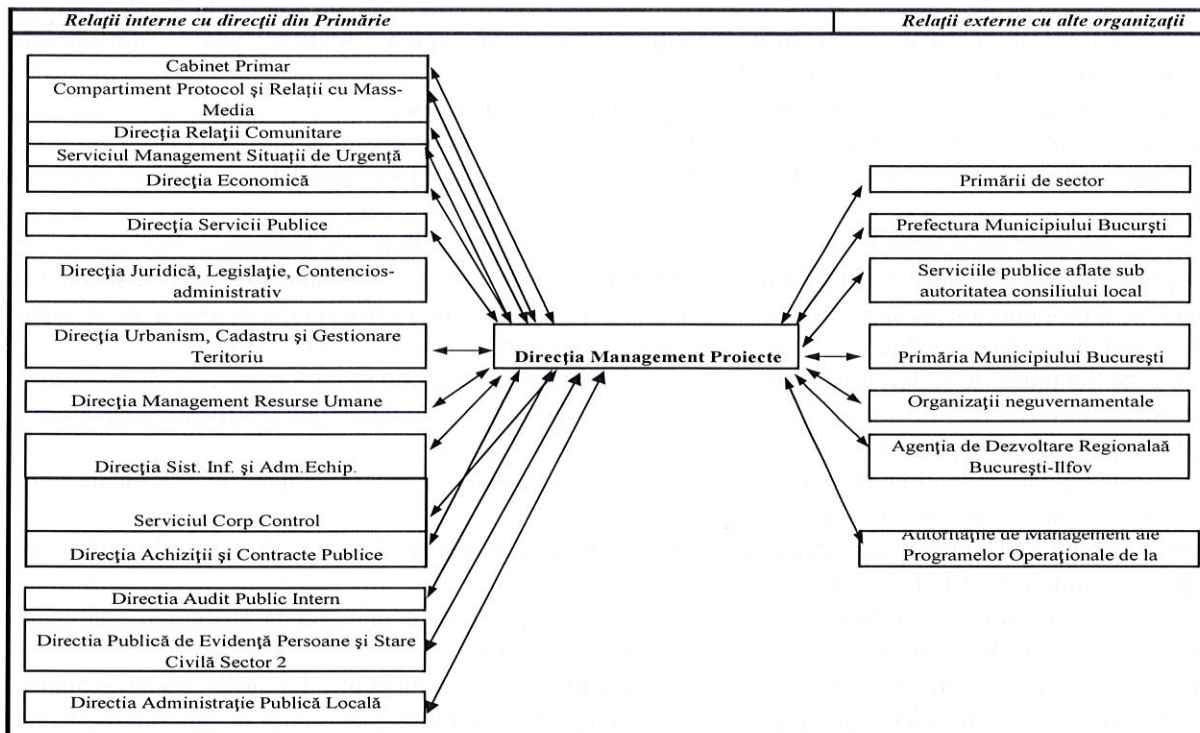 Relaţii interne cu direcţii din Primărie
Relaţii externe cu alte organizaţii
Cabinet Primar
Compartiment Protocol şi Relaţii cu Mass-
Media
Direcţia Relaţii Comunitare
Serviciul Management Situaţii de Urgenţă
Direcţia Economică
Direcţia Servicii Publice
Direcţia Juridică, Legislaţie, Contencios-
administrativ
Direcţia Urbanism, Cadastru şi Gestionare
Teritoriu
Direcţia Management Resurse Umane
Direcţia Sist. Inf. şi Adm.Echip.
Serviciul Corp Control
Direcţia Achiziţii şi Contracte Publice
Directia Audit Public Intern
Directia Publică de Evidenţă Persoane şi Stare
Civilă Sector 2
Directia Administraţie Publică Locală
Direcţia Management Proiecte
Primării de sector
Prefectura Municipiului Bucurşti
Serviciile publice aflate sub
autoritatea consiliului local
Primăria Municipiului Bucureşti
Organizaţii neguvernamentale
Agenţia de Dezvoltare Regionalaă
Bucureşti-Ilfov
Autorităţile de Management ale
Programelor Operaţionale de la